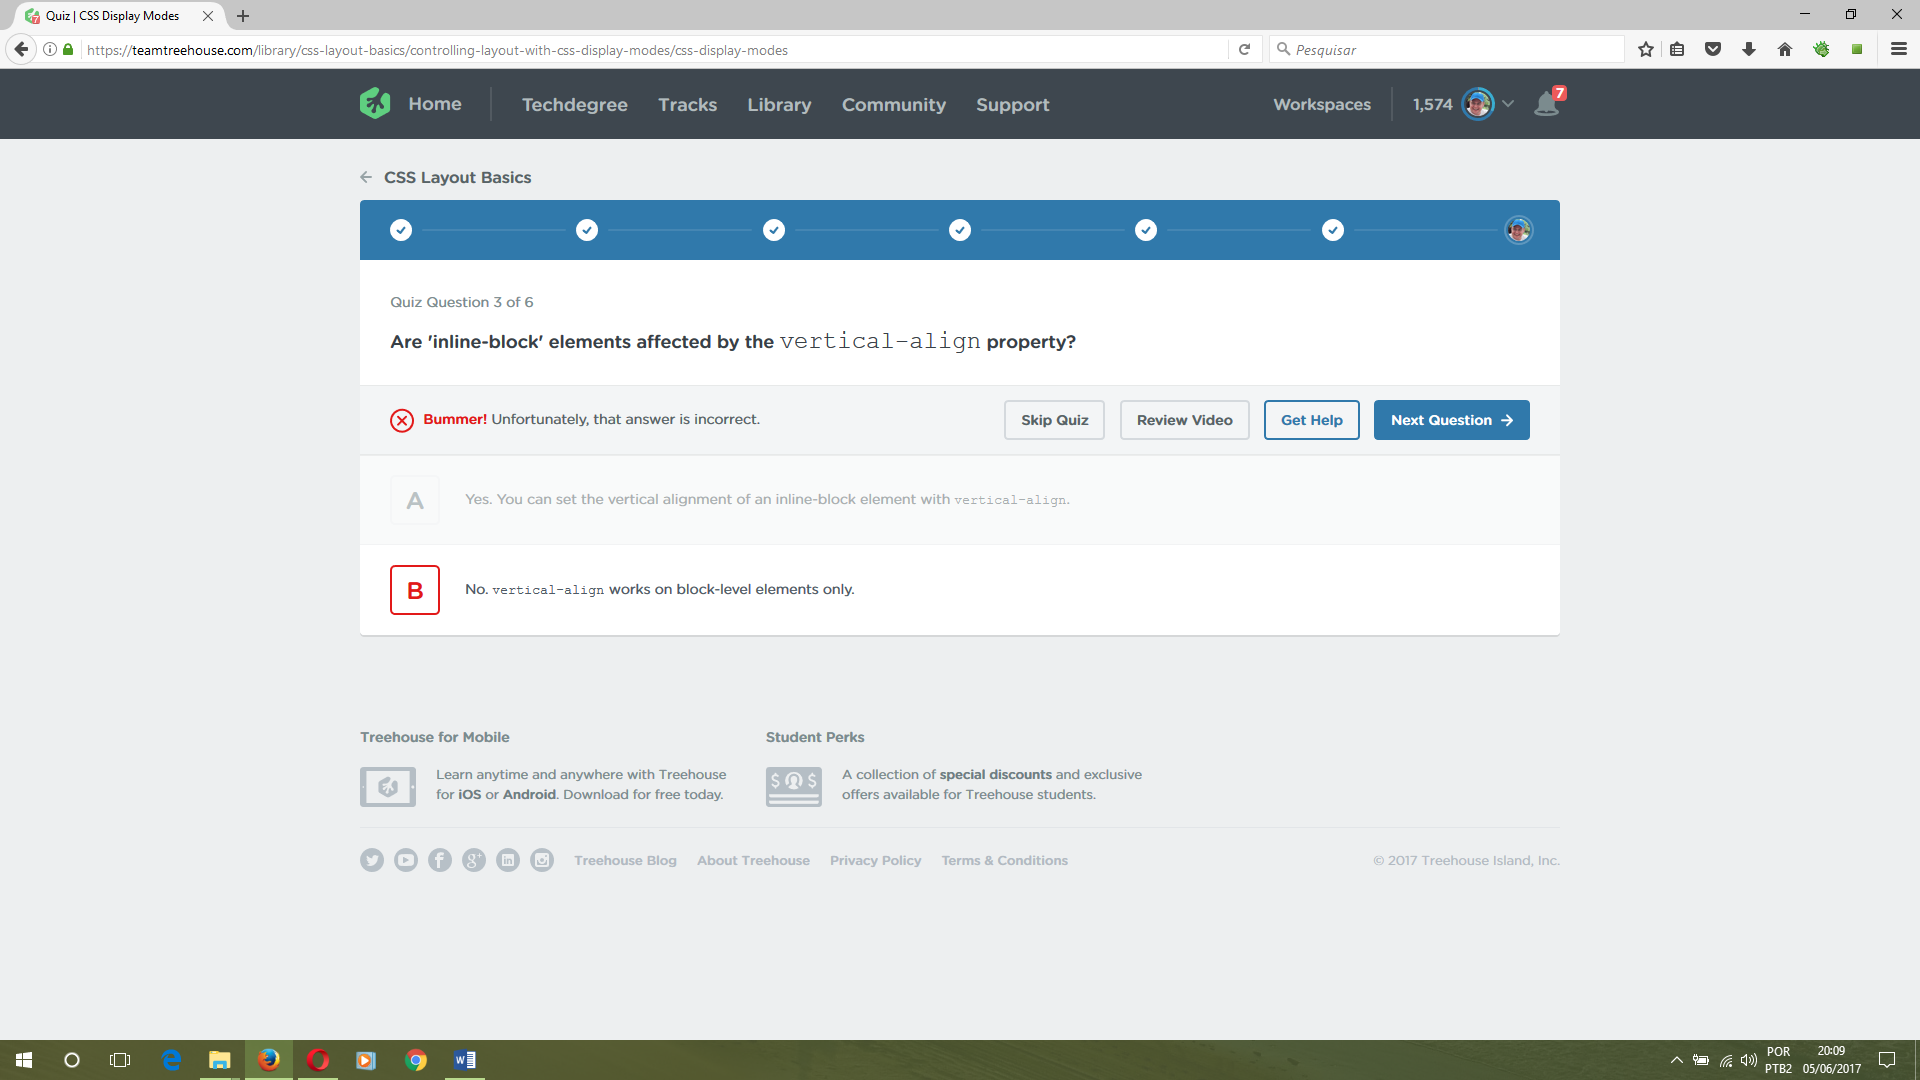 Quiz | CSS Display Modes
https://teamtreehouse.com/library/css-layout-basics/controlling-layout-with-css-display-modes/css-display-modes
Pesquisar
Home Techdegree Tracks Library Community Support Workspaces 1,574 7
CSS Layout Basics
Quiz Question 3 of 6
Are 'inline-block' elements affected by the vertical-align property?
Bummer! Unfortunately, that answer is incorrect. Skip Quiz Review Video Get Help Next Question
A Yes. You can set the vertical alignment of an inline-block element with vertical-align.
B No. vertical-align works on block-level elements only.
Treehouse for Mobile
Learn anytime and anywhere with Treehouse
for iOS or Android. Download for free today.
Student Perks
A collection of special discounts and exclusive
offers available for Treehouse students.
Treehouse Blog About Treehouse Privacy Policy Terms & Conditions © 2017 Treehouse Island, Inc.
POR 20:09
PTB2 05/06/2017